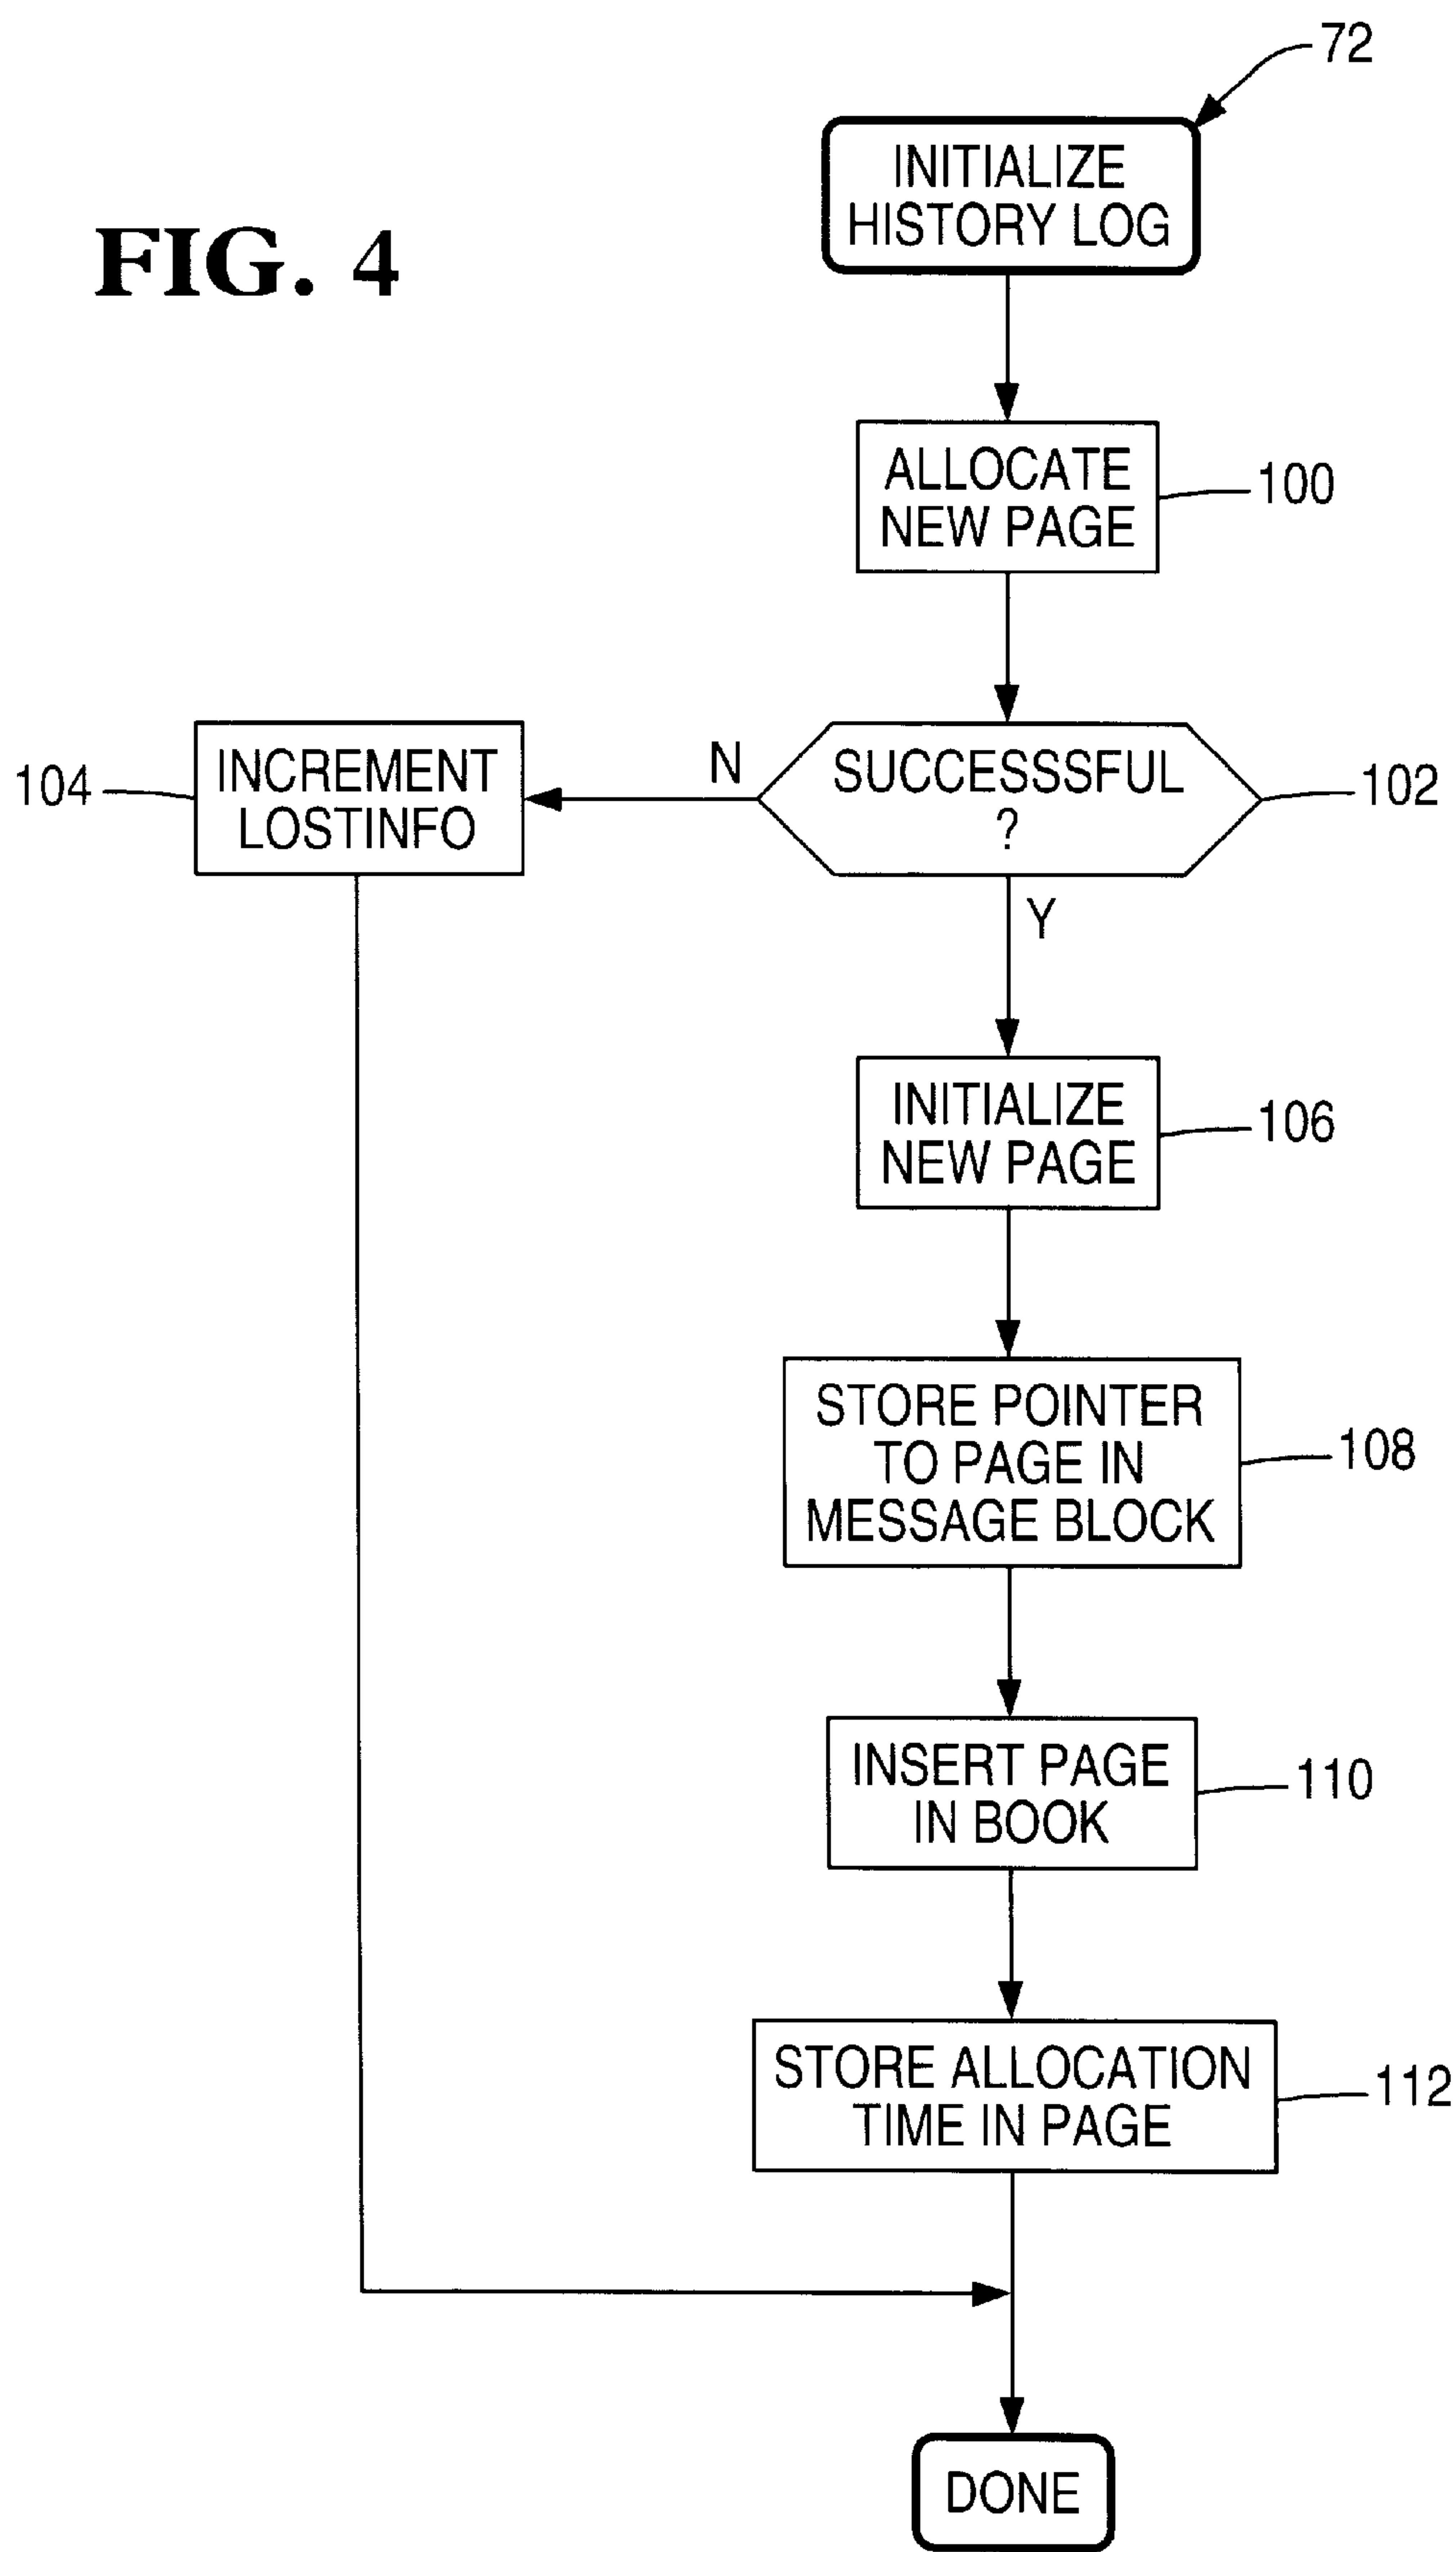 72
INITIALIZE
HISTORY LOG
FIG. 4
ALLOCATE
NEW PAGE
100
N
SUCCESSSFUL
?
102
INCREMENT
LOSTINFO
104
Y
INITIALIZE
NEW PAGE
106
STORE POINTER
TO PAGE IN
MESSAGE BLOCK
108
INSERT PAGE
IN BOOK
110
STORE ALLOCATION
TIME IN PAGE
112
DONE